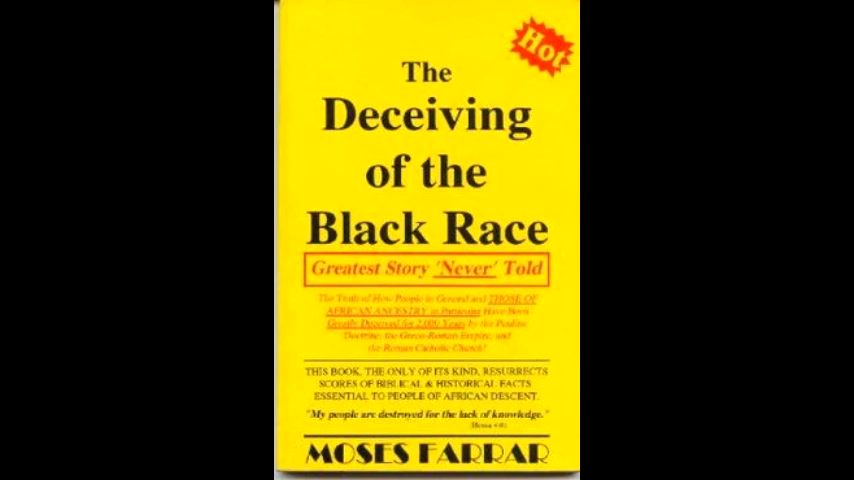 Hot
The
Deceiving
of the
Black Race
Greatest Story 'Never' Told
The Truth of How People in General and THOSE OF
AFRICAN ANCESTRY in Particular Have Been
Greatly Deceived for 2,000 Years by the Pauline
Doctrine, the Greco-Roman Empire, and
the Roman Catholic Church!
THIS BOOK, THE ONLY OF ITS KIND, RESURRECTS
SCORES OF BIBLICAL & HISTORICAL FACTS
ESSENTIAL TO PEOPLE OF AFRICAN DESCENT.
"My people are destroyed for the lack of knowledge."
(Hosea 4:6)
MOSES FARRAR